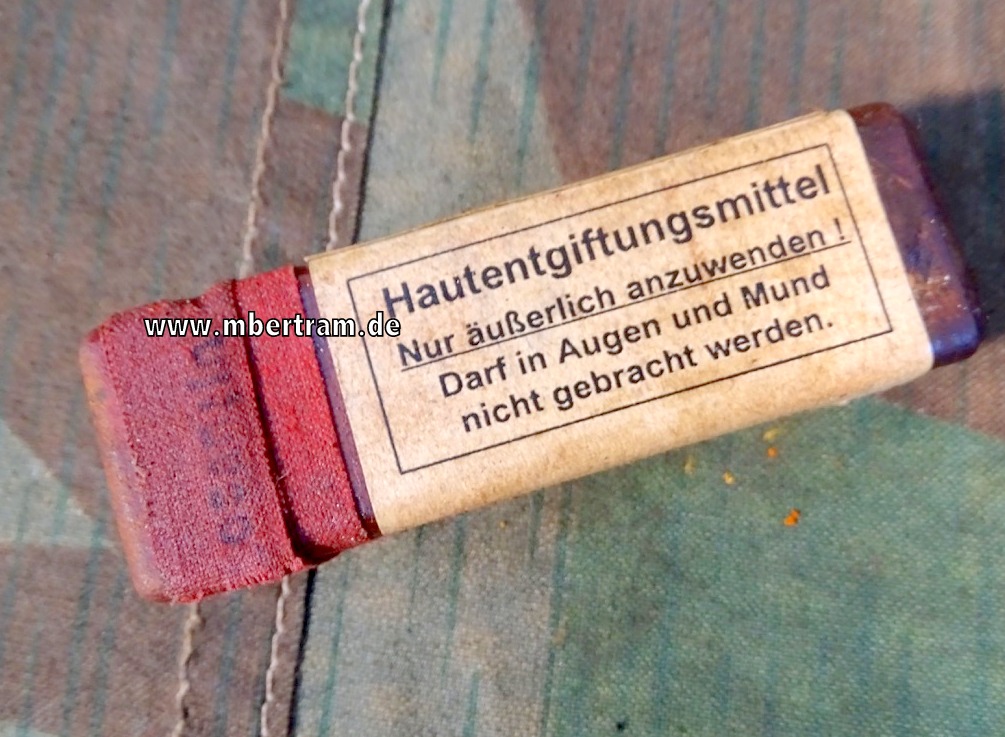 Hautentgiftungsmittel
Nur äußerlich anzuwenden !
Darf in Augen und Mund
nicht gebracht werden.
www.mbertram.de